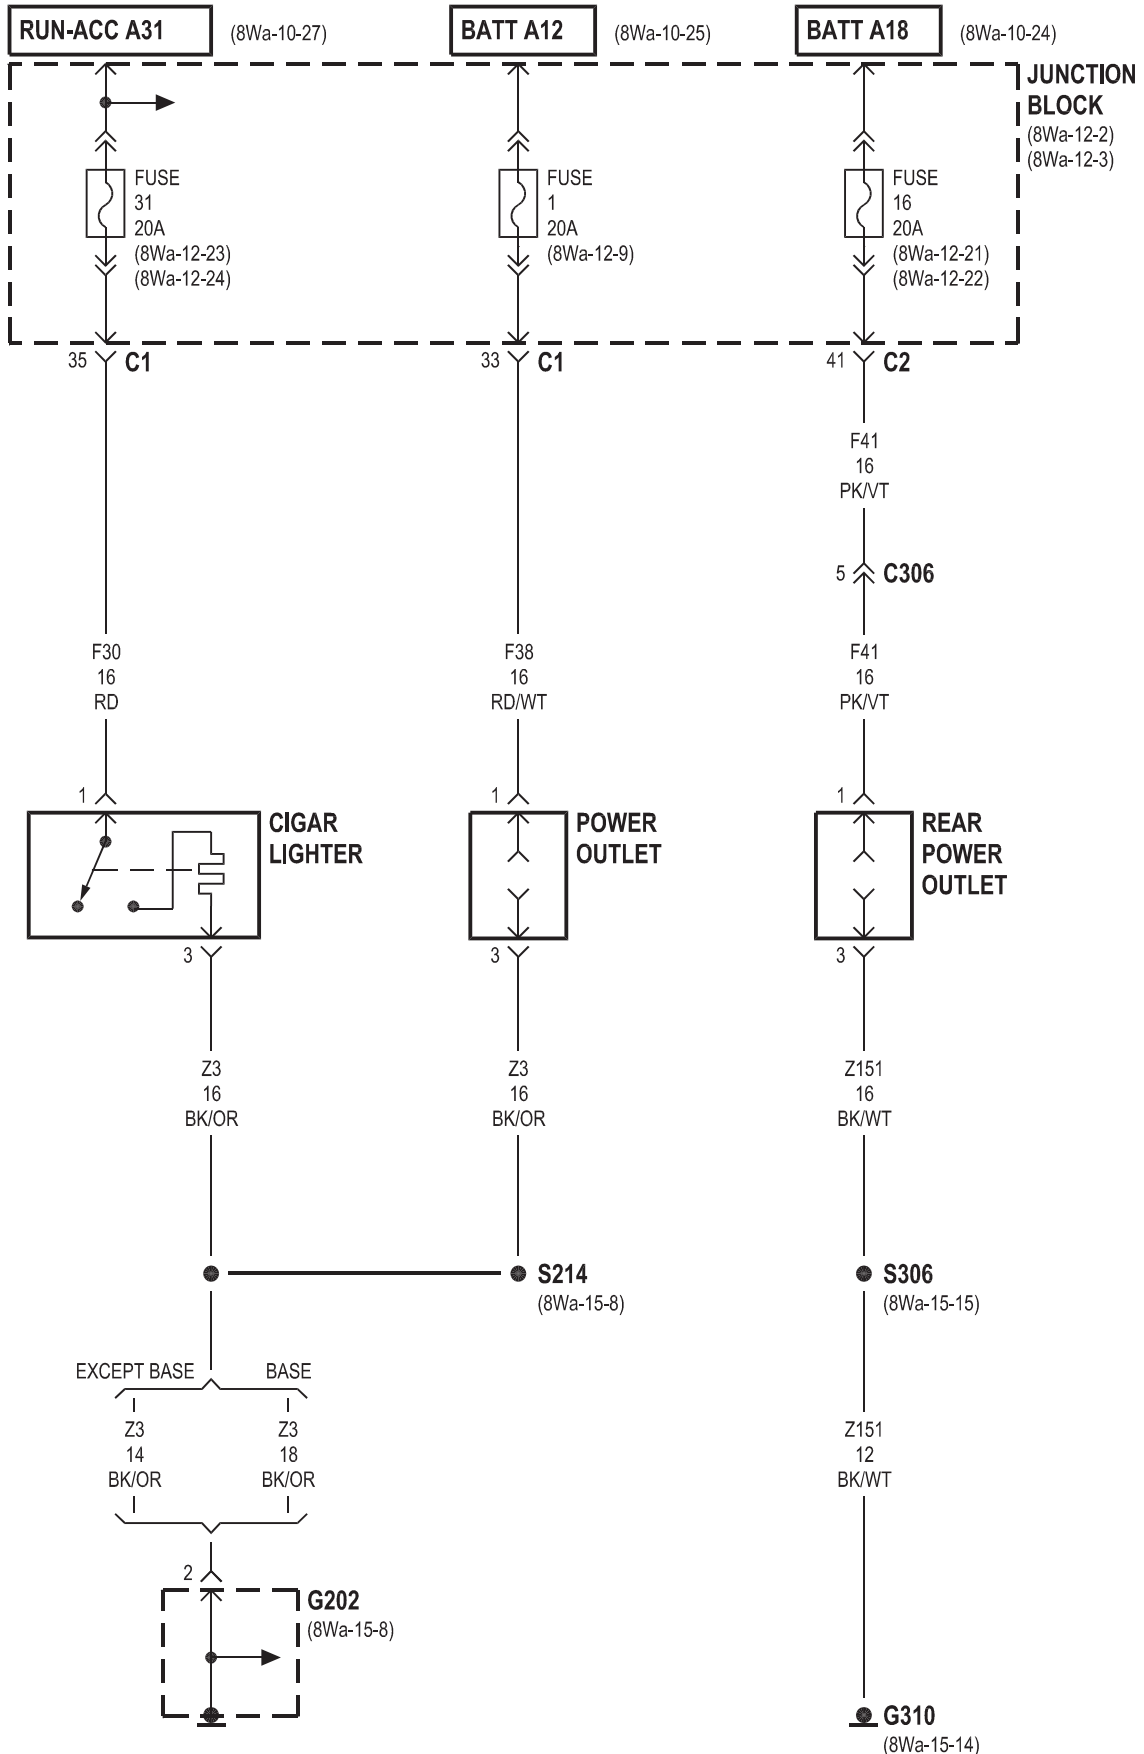 RUN-ACC A31 (8Wa-10-27)
BATT A12 (8Wa-10-25)
BATT A18 (8Wa-10-24)
JUNCTION
BLOCK
(8Wa-12-2)
(8Wa-12-3)
FUSE
31
20A
(8Wa-12-23)
(8Wa-12-24)
FUSE
1
20A
(8Wa-12-9)
FUSE
16
20A
(8Wa-12-21)
(8Wa-12-22)
35 C1
33 C1
41 C2
F41
16
PK/VT
5 C306
F30
16
RD
F38
16
RD/WT
F41
16
PK/VT
1
CIGAR
LIGHTER
3
1
POWER
OUTLET
3
1
REAR
POWER
OUTLET
3
Z3
16
BK/OR
Z3
16
BK/OR
Z151
16
BK/WT
S214
(8Wa-15-8)
S306
(8Wa-15-15)
EXCEPT BASE
BASE
Z3
14
BK/OR
Z3
18
BK/OR
Z151
12
BK/WT
2
G202
(8Wa-15-8)
G310
(8Wa-15-14)